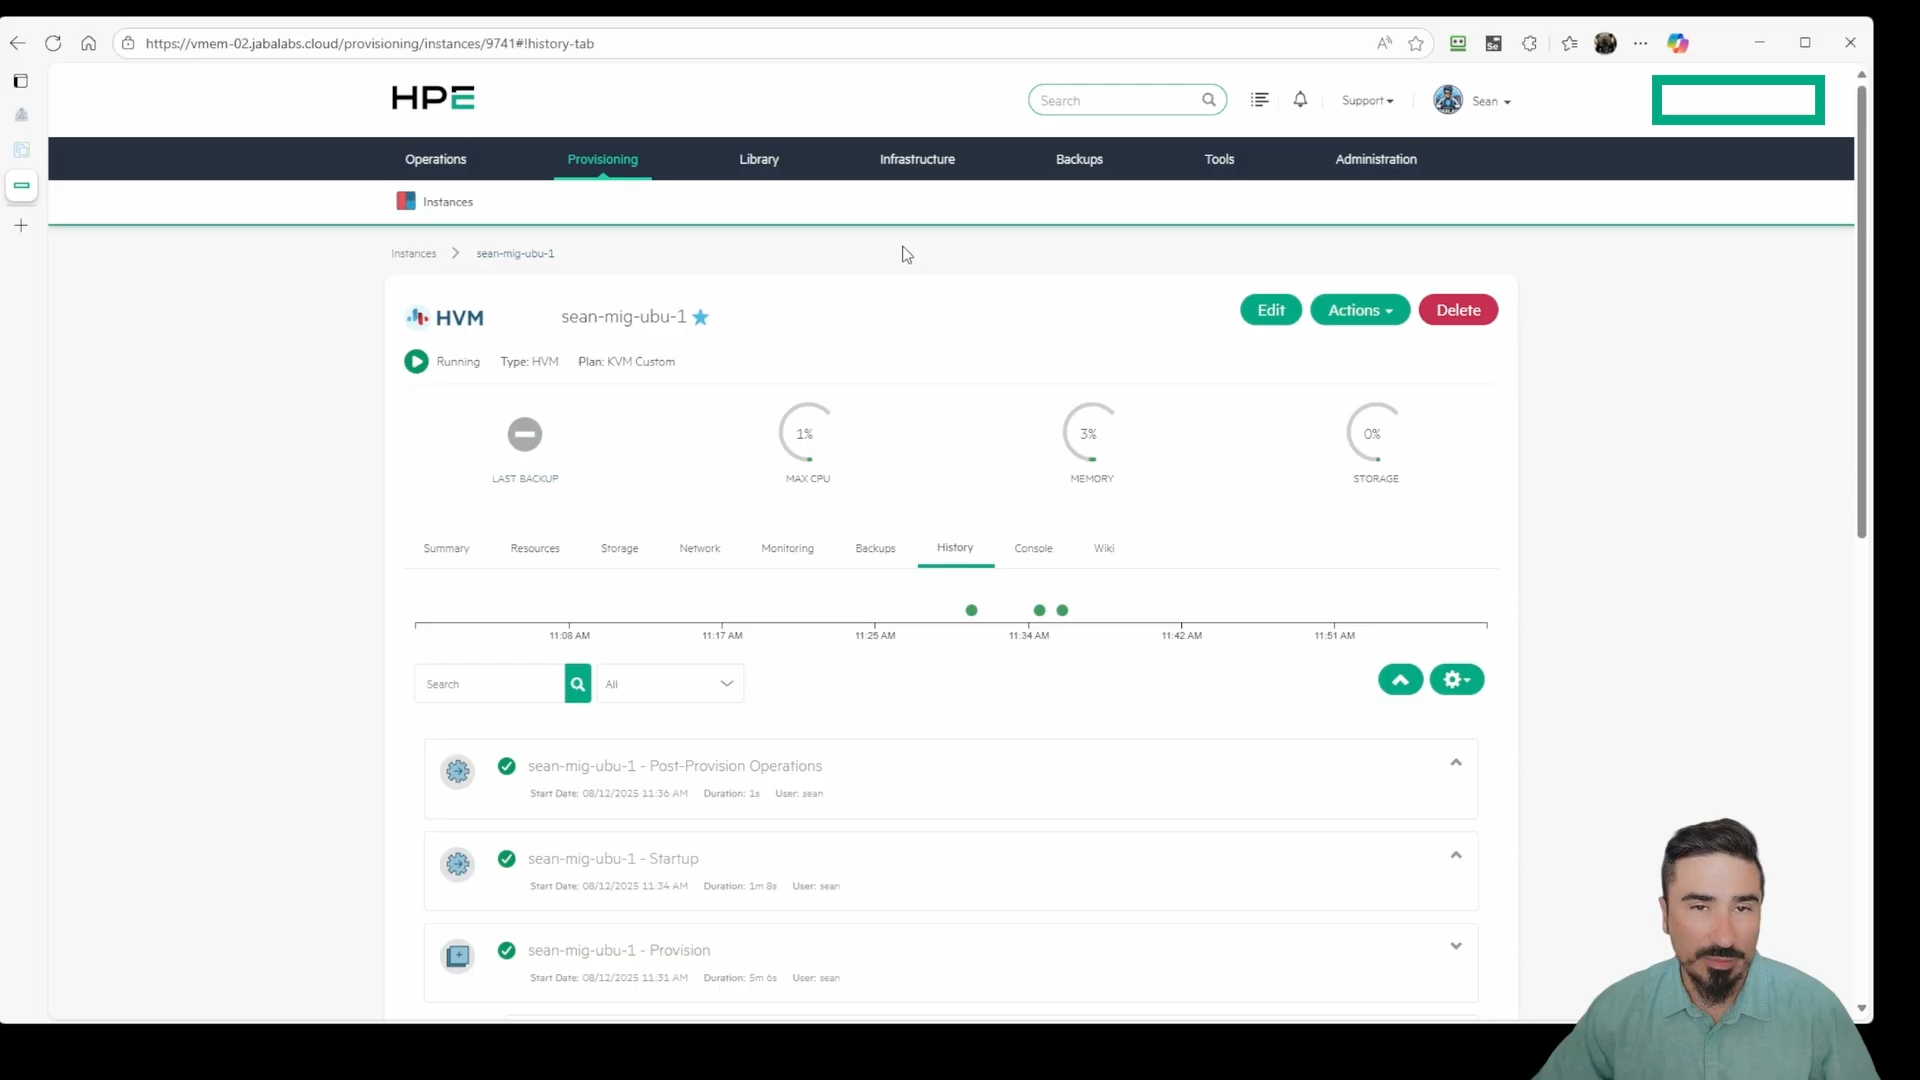 https://vmem-02.jabalabs.cloud/provisioning/instances/9741#!history-tab
HPE
Search
Support
Sean
Operations
Provisioning
Library
Infrastructure
Backups
Tools
Administration
Instances
Instances
sean-mig-ubu-1
HVM
sean-mig-ubu-1
Edit
Actions
Delete
Running
Type: HVM
Plan: KVM Custom
1%
3%
0%
LAST BACKUP
MAX CPU
MEMORY
STORAGE
Summary
Resources
Storage
Network
Monitoring
Backups
History
Console
Wiki
11:08 AM
11:17 AM
11:25 AM
11:34 AM
11:42 AM
11:51 AM
Search
All
sean-mig-ubu-1 - Post-Provision Operations
Start Date: 08/12/2025 11:36 AM Duration: 1s User: sean
sean-mig-ubu-1 - Startup
Start Date: 08/12/2025 11:34 AM Duration: 1m 8s User: sean
sean-mig-ubu-1 - Provision
Start Date: 08/12/2025 11:31 AM Duration: 5m 6s User: sean